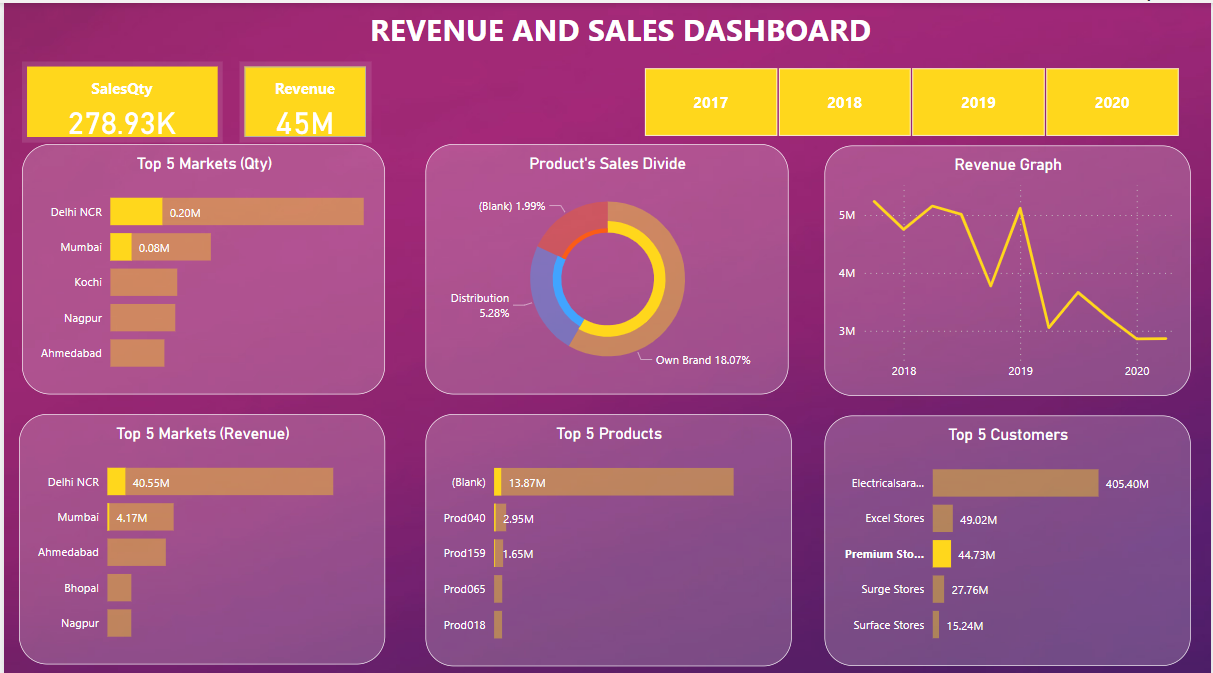 REVENUE AND SALES DASHBOARD
SalesQty
278.93K
Revenue
45M
2017
2018
2019
2020
Top 5 Markets (Qty)
Delhi NCR
0.20M
Mumbai
0.08M
Kochi
Nagpur
Ahmedabad
Product's Sales Divide
(Blank) 1.99%
Distribution
5.28%
Own Brand 18.07%
Revenue Graph
5M
4M
3M
2018
2019
2020
Top 5 Markets (Revenue)
Delhi NCR
40.55M
Mumbai
4.17M
Ahmedabad
Bhopal
Nagpur
Top 5 Products
(Blank)
13.87M
Prod040
2.95M
Prod159
1.65M
Prod065
Prod018
Top 5 Customers
Electricalsara...
405.40M
Excel Stores
49.02M
Premium Sto...
44.73M
Surge Stores
27.76M
Surface Stores
15.24M